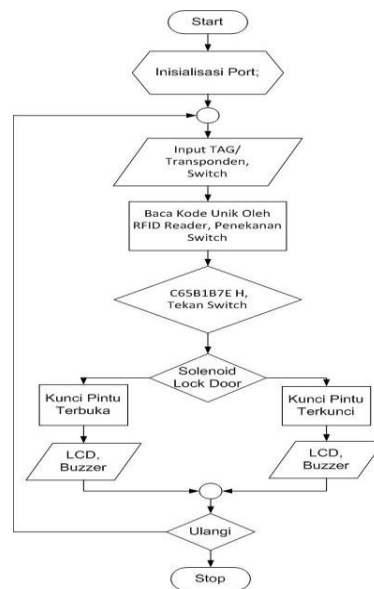 Start
Inisialisasi Port;
Input TAG/
Transponden,
Switch
Baca Kode Unik Oleh
RFID Reader, Penekanan
Switch
C65B1B7E H,
Tekan Switch
Solenoid
Lock Door
Kunci Pintu
Terbuka
Kunci Pintu
Terkunci
LCD,
Buzzer
LCD,
Buzzer
Ulangi
Stop